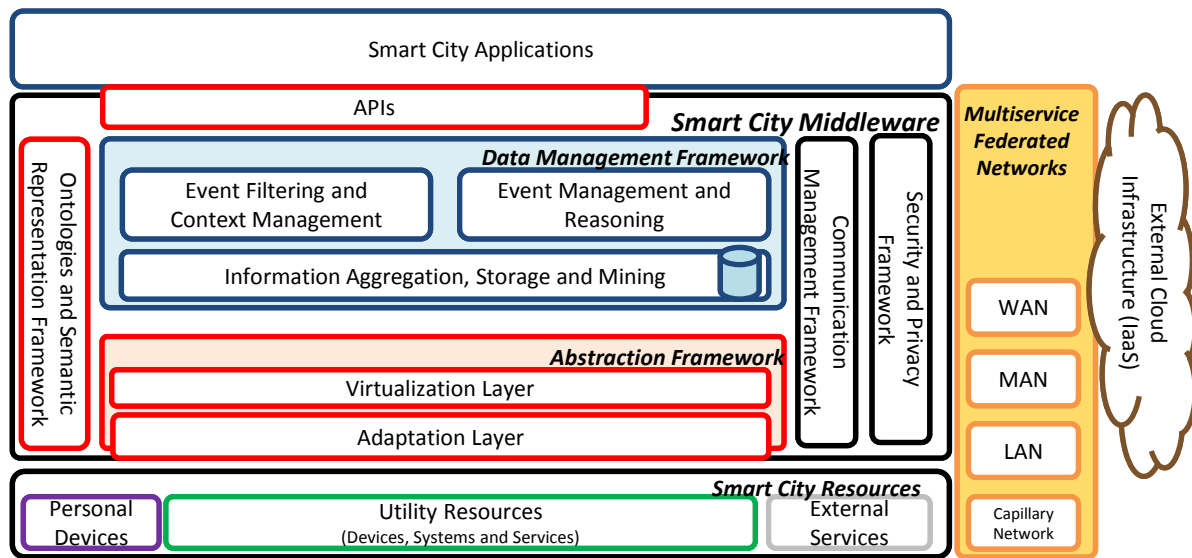 Smart City Applications
APIs
Smart City Middleware
Ontologies and Semantic
Representation Framework
Data Management Framework
Event Filtering and
Context Management
Event Management and
Reasoning
Information Aggregation, Storage and Mining
Abstraction Framework
Virtualization Layer
Adaptation Layer
Communication
Management Framework
Security and Privacy
Framework
Smart City Resources
Personal
Devices
Utility Resources
(Devices, Systems and Services)
External
Services
Multiservice
Federated
Networks
WAN
MAN
LAN
Capillary
Network
External Cloud
Infrastructure (IaaS)